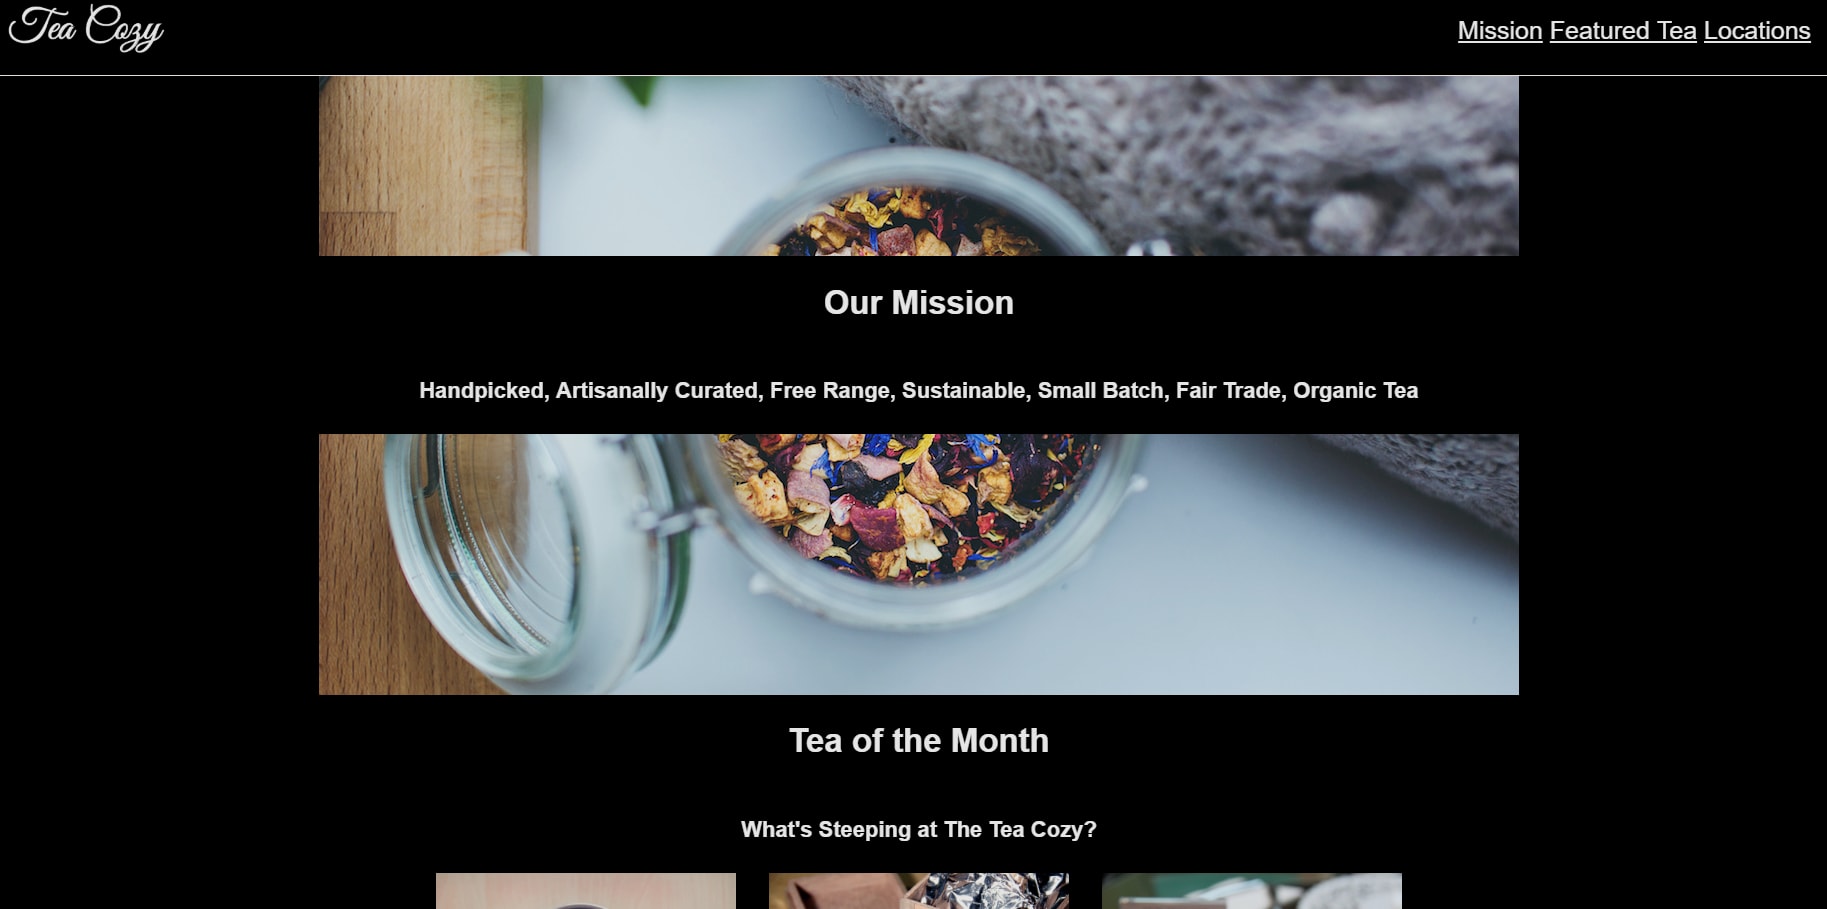 Tea Cozy
Mission Featured Tea Locations
Our Mission
Handpicked, Artisanally Curated, Free Range, Sustainable, Small Batch, Fair Trade, Organic Tea
Tea of the Month
What's Steeping at The Tea Cozy?